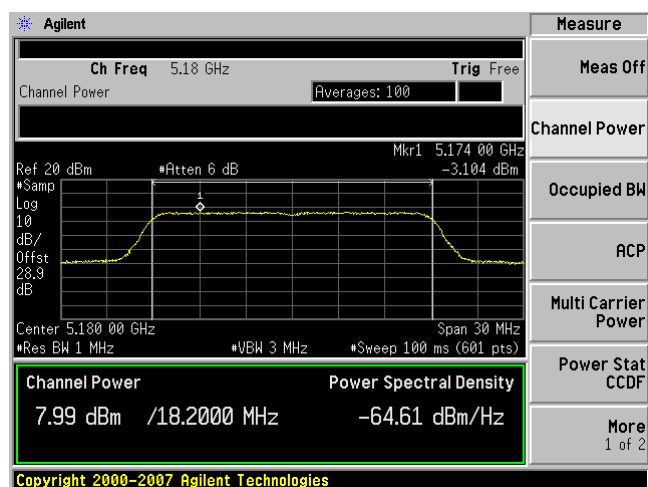 Agilent
Measure
Ch Freq 5.18 GHz Trig Free
Channel Power Averages: 100
Mkr1 5.174 00 GHz
Ref 20 dBm #Atten 6 dB -3.104 dBm
#Samp
Log
10
dB/
Offst
28.9
dB
1
Center 5.180 00 GHz Span 30 MHz
#Res BW 1 MHz #VBW 3 MHz #Sweep 100 ms (601 pts)
Channel Power Power Spectral Density
7.99 dBm /18.2000 MHz -64.61 dBm/Hz
Meas Off
Channel Power
Occupied BW
ACP
Multi Carrier
Power
Power Stat
CCDF
More
1 of 2
Copyright 2000-2007 Agilent Technologies